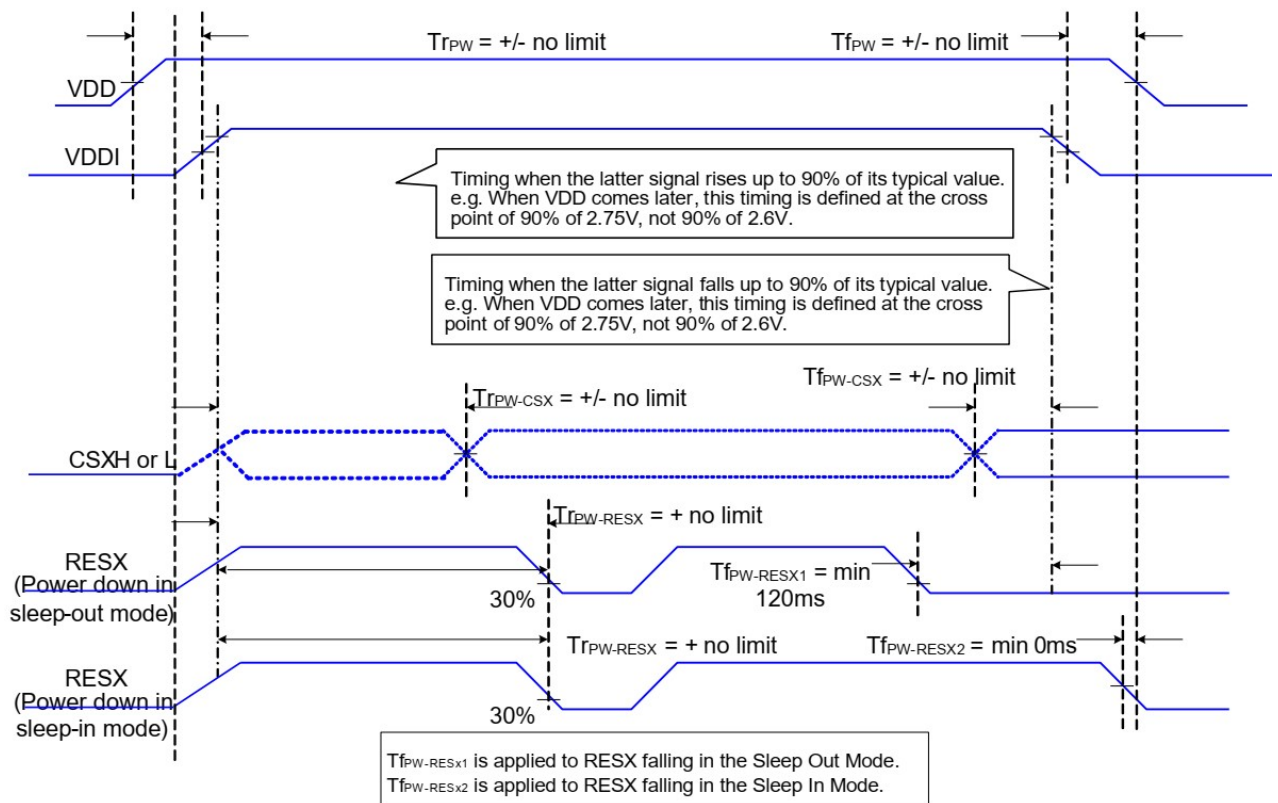 TrPW = +/- no limit
TfPW = +/- no limit
VDD
VDDI
Timing when the latter signal rises up to 90% of its typical value.
e.g. When VDD comes later, this timing is defined at the cross
point of 90% of 2.75V, not 90% of 2.6V.
Timing when the latter signal falls up to 90% of its typical value.
e.g. When VDD comes later, this timing is defined at the cross
point of 90% of 2.75V, not 90% of 2.6V.
TfPW-CSX = +/- no limit
TrPW-CSX = +/- no limit
CSXH or L
TrPW-RESX = + no limit
RESX
(Power down in
sleep-out mode)
30%
TfPW-RESX1 = min
120ms
TrPW-RESX = + no limit
TfPW-RESX2 = min 0ms
RESX
(Power down in
sleep-in mode)
30%
TfPW-RESx1 is applied to RESX falling in the Sleep Out Mode.
TfPW-RESx2 is applied to RESX falling in the Sleep In Mode.